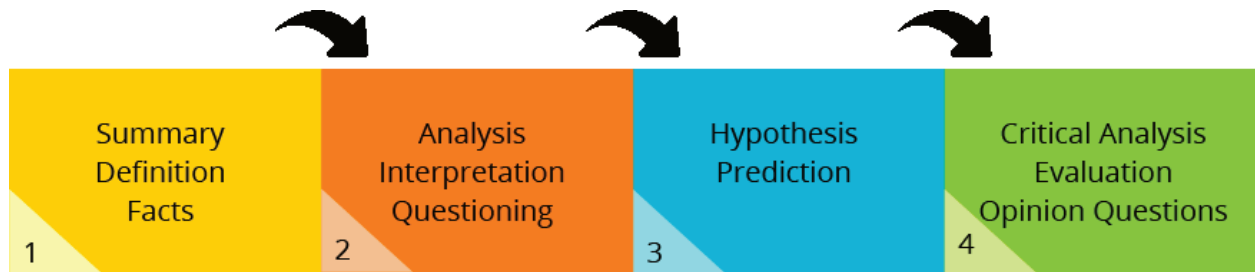 Summary
Definition
Facts
1
Analysis
Interpretation
Questioning
2
Hypothesis
Prediction
3
Critical Analysis
Evaluation
Opinion Questions
4